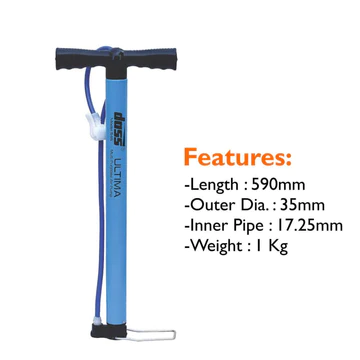 doss
ULTIMA
Features:
-Length : 590mm
-Outer Dia. : 35mm
-Inner Pipe : 17.25mm
-Weight : 1 Kg